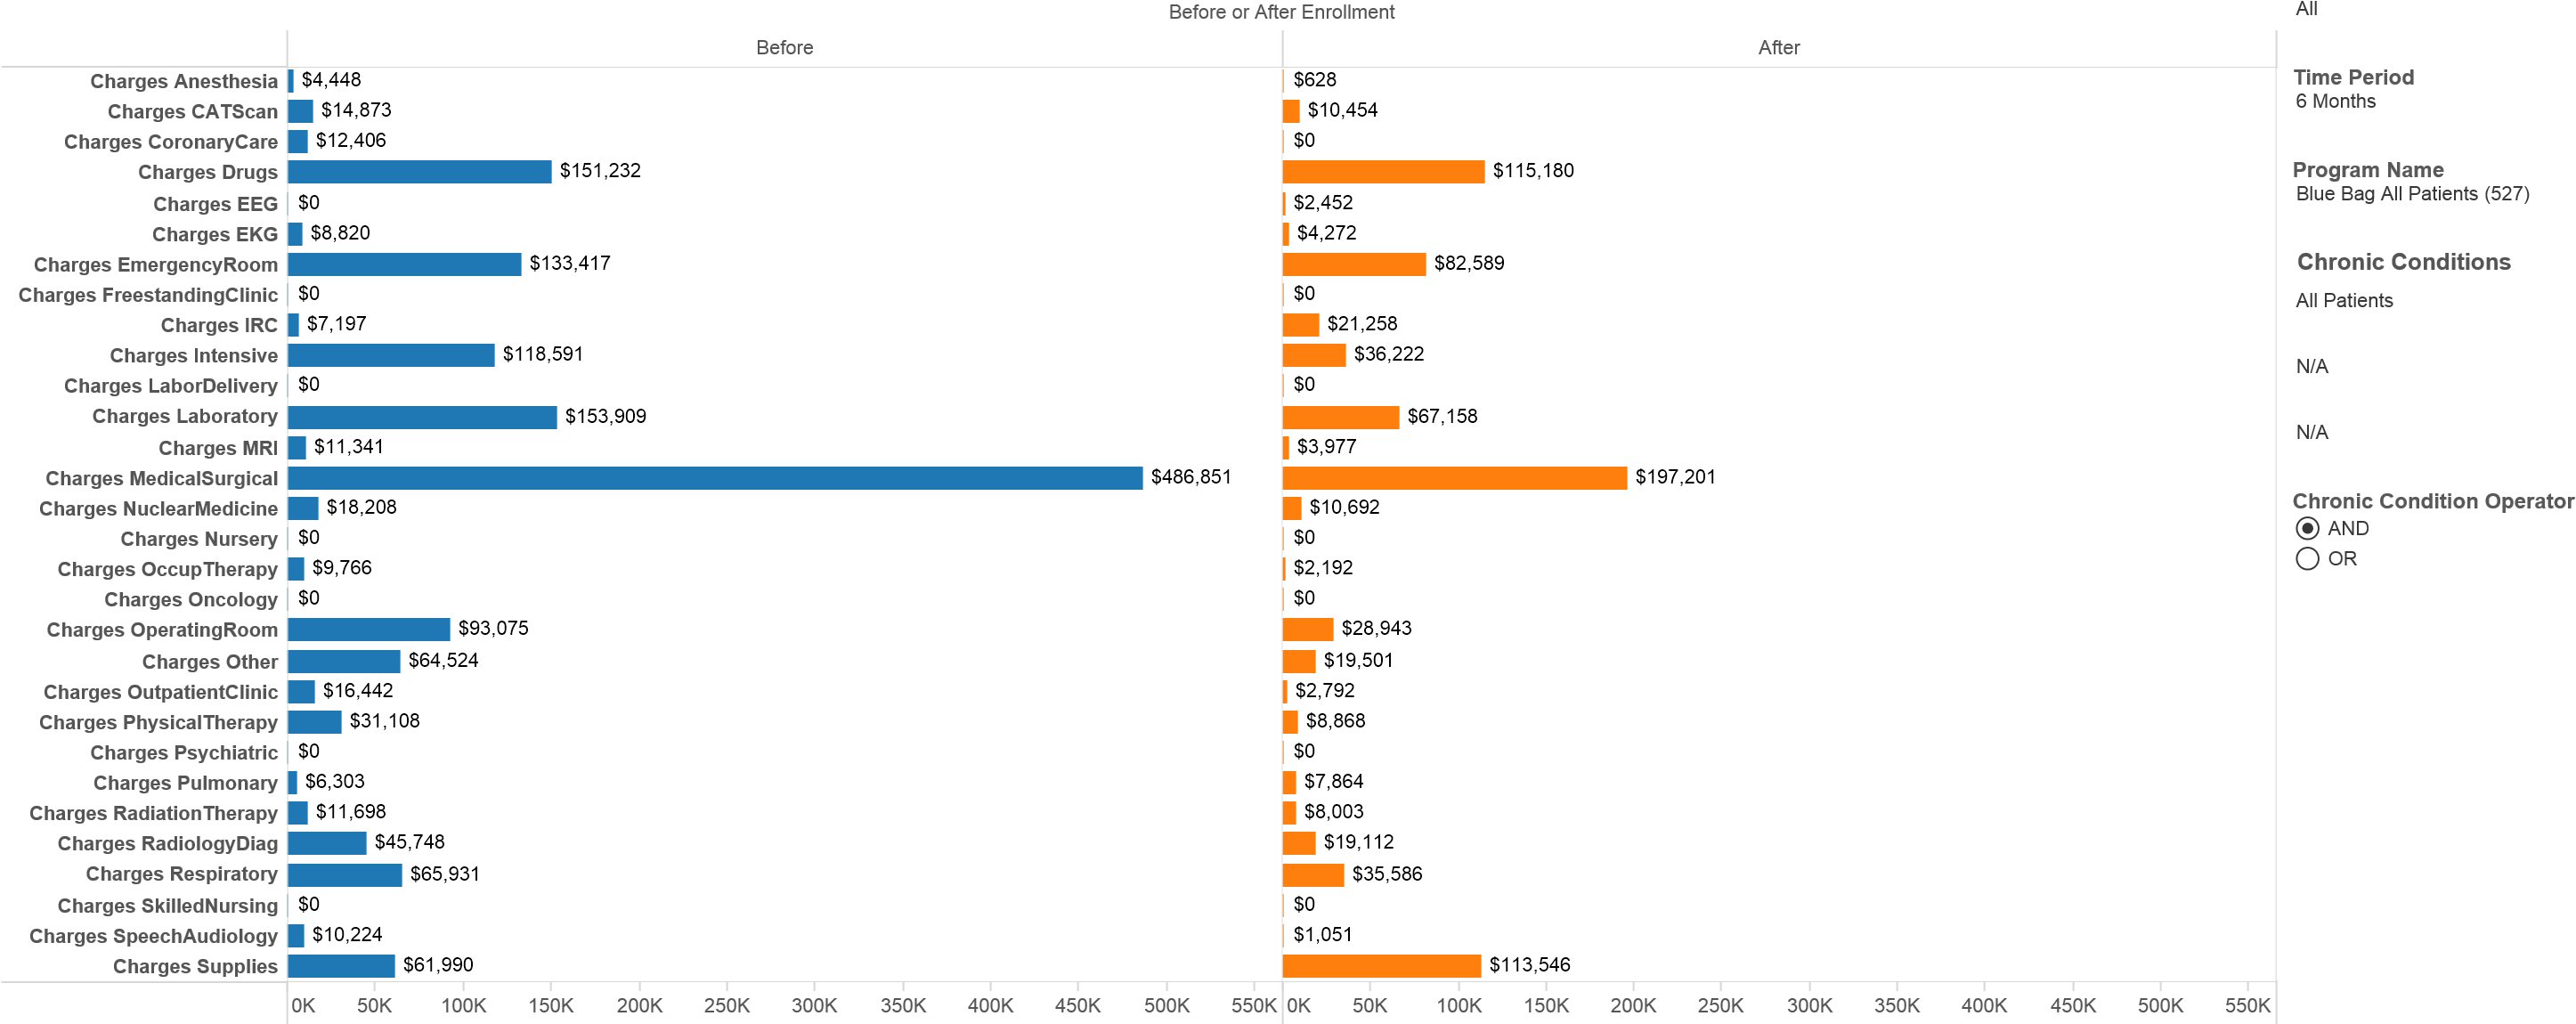 Before or After Enrollment
Before After
Charges Anesthesia $4,448 $628
Charges CATScan $14,873 $10,454
Charges CoronaryCare $12,406 $0
Charges Drugs $151,232 $115,180
Charges EEG $0 $2,452
Charges EKG $8,820 $4,272
Charges EmergencyRoom $133,417 $82,589
Charges FreestandingClinic $0 $0
Charges IRC $7,197 $21,258
Charges Intensive $118,591 $36,222
Charges LaborDelivery $0 $0
Charges Laboratory $153,909 $67,158
Charges MRI $11,341 $3,977
Charges MedicalSurgical $486,851 $197,201
Charges NuclearMedicine $18,208 $10,692
Charges Nursery $0 $0
Charges OccupTherapy $9,766 $2,192
Charges Oncology $0 $0
Charges OperatingRoom $93,075 $28,943
Charges Other $64,524 $19,501
Charges OutpatientClinic $16,442 $2,792
Charges PhysicalTherapy $31,108 $8,868
Charges Psychiatric $0 $0
Charges Pulmonary $6,303 $7,864
Charges RadiationTherapy $11,698 $8,003
Charges RadiologyDiag $45,748 $19,112
Charges Respiratory $65,931 $35,586
Charges SkilledNursing $0 $0
Charges SpeechAudiology $10,224 $1,051
Charges Supplies $61,990 $113,546
0K 50K 100K 150K 200K 250K 300K 350K 400K 450K 500K 550K 0K 50K 100K 150K 200K 250K 300K 350K 400K 450K 500K 550K
All
Time Period
6 Months
Program Name
Blue Bag All Patients (527)
Chronic Conditions
All Patients
N/A
N/A
Chronic Condition Operator
AND
OR